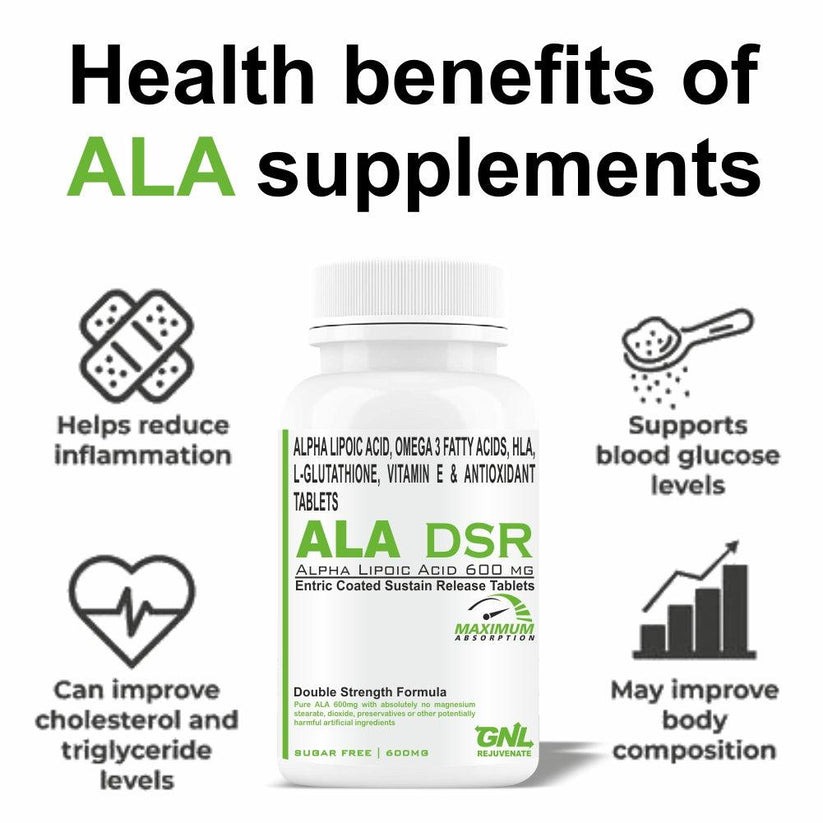 Health benefits of
ALA supplements
Helps reduce
inflammation
Supports
blood glucose
levels
ALPHA LIPOIC ACID, OMEGA 3 FATTY ACIDS, HLA,
L-GLUTATHIONE, VITAMIN E & ANTIOXIDANT
TABLETS
ALA DSR
ALPHA LIPOIC ACID 600 MG
Entric Coated Sustain Release Tablets
MAXIMUM
ABSORPTION
Double Strength Formula
Pure ALA 600mg with absolutely no magnesium
stearate, dioxide, preservatives or other potentially
harmful artificial ingredients
GNL
REJUVENATE
SUGAR FREE | 600MG
Can improve
cholesterol and
triglyceride
levels
May improve
body
composition